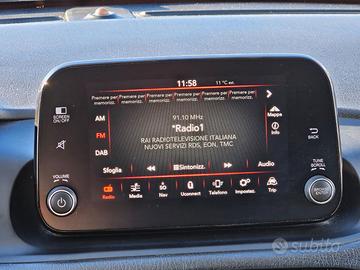 11:58
11 °C est.
Premere per memorizz.
Premere per memorizz.
Premere per memorizz.
Premere per memorizz.
Premere per memorizz.
Premere per memorizz.
AM
FM
DAB
91.10 MHz
"Radio1
RAI RADIOTELEVISIONE ITALIANA
NUOVI SERVIZI RDS, EON, TMC
Mappa
Info
Sfoglia
Sintonizz.
Audio
Radio
Media
Nav
Uconnect
Telefono
Impostaz.
Trip
SCREEN
ON/OFF
VOLUME
BACK
TUNE
SCROLL
BROWSE
ENTER
subito